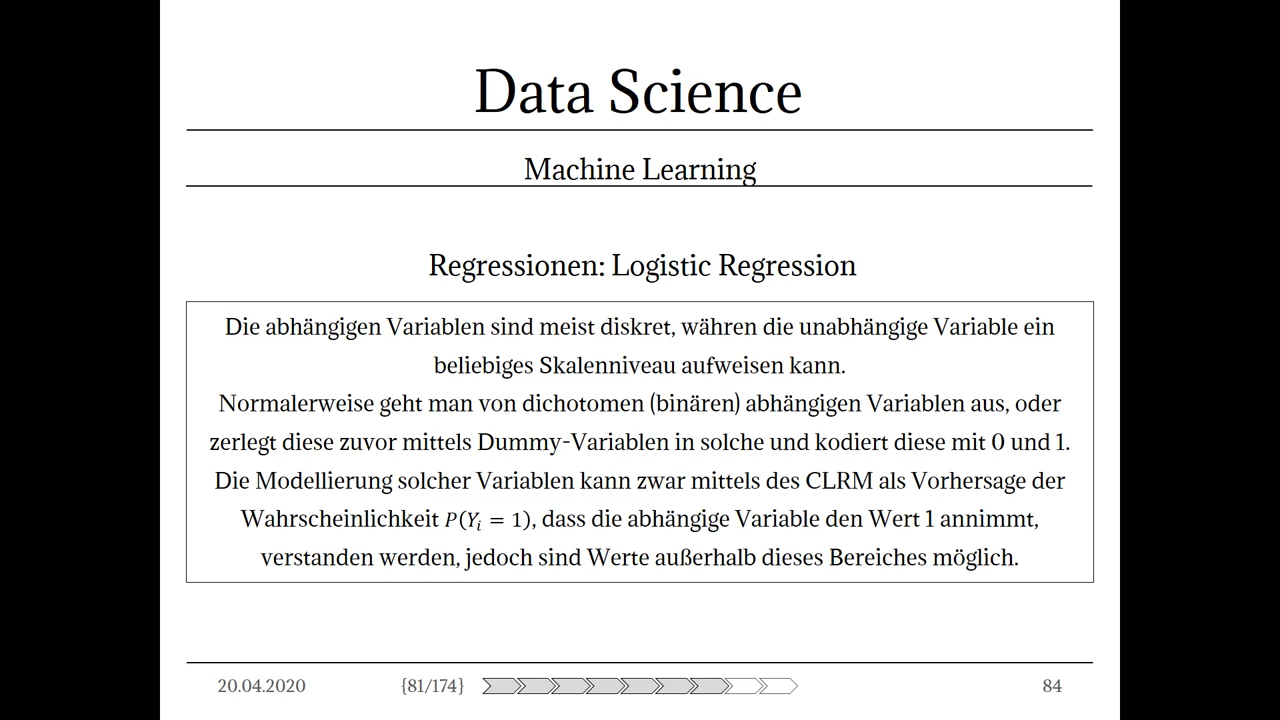 Data Science
Machine Learning
Regressionen: Logistic Regression
Die abhängigen Variablen sind meist diskret, währen die unabhängige Variable ein
beliebiges Skalenniveau aufweisen kann.
Normalerweise geht man von dichotomen (binären) abhängigen Variablen aus, oder
zerlegt diese zuvor mittels Dummy-Variablen in solche und kodiert diese mit 0 und 1.
Die Modellierung solcher Variablen kann zwar mittels des CLRM als Vorhersage der
Wahrscheinlichkeit P(Yᵢ = 1), dass die abhängige Variable den Wert 1 annimmt,
verstanden werden, jedoch sind Werte außerhalb dieses Bereiches möglich.
20.04.2020 {81/174} 84